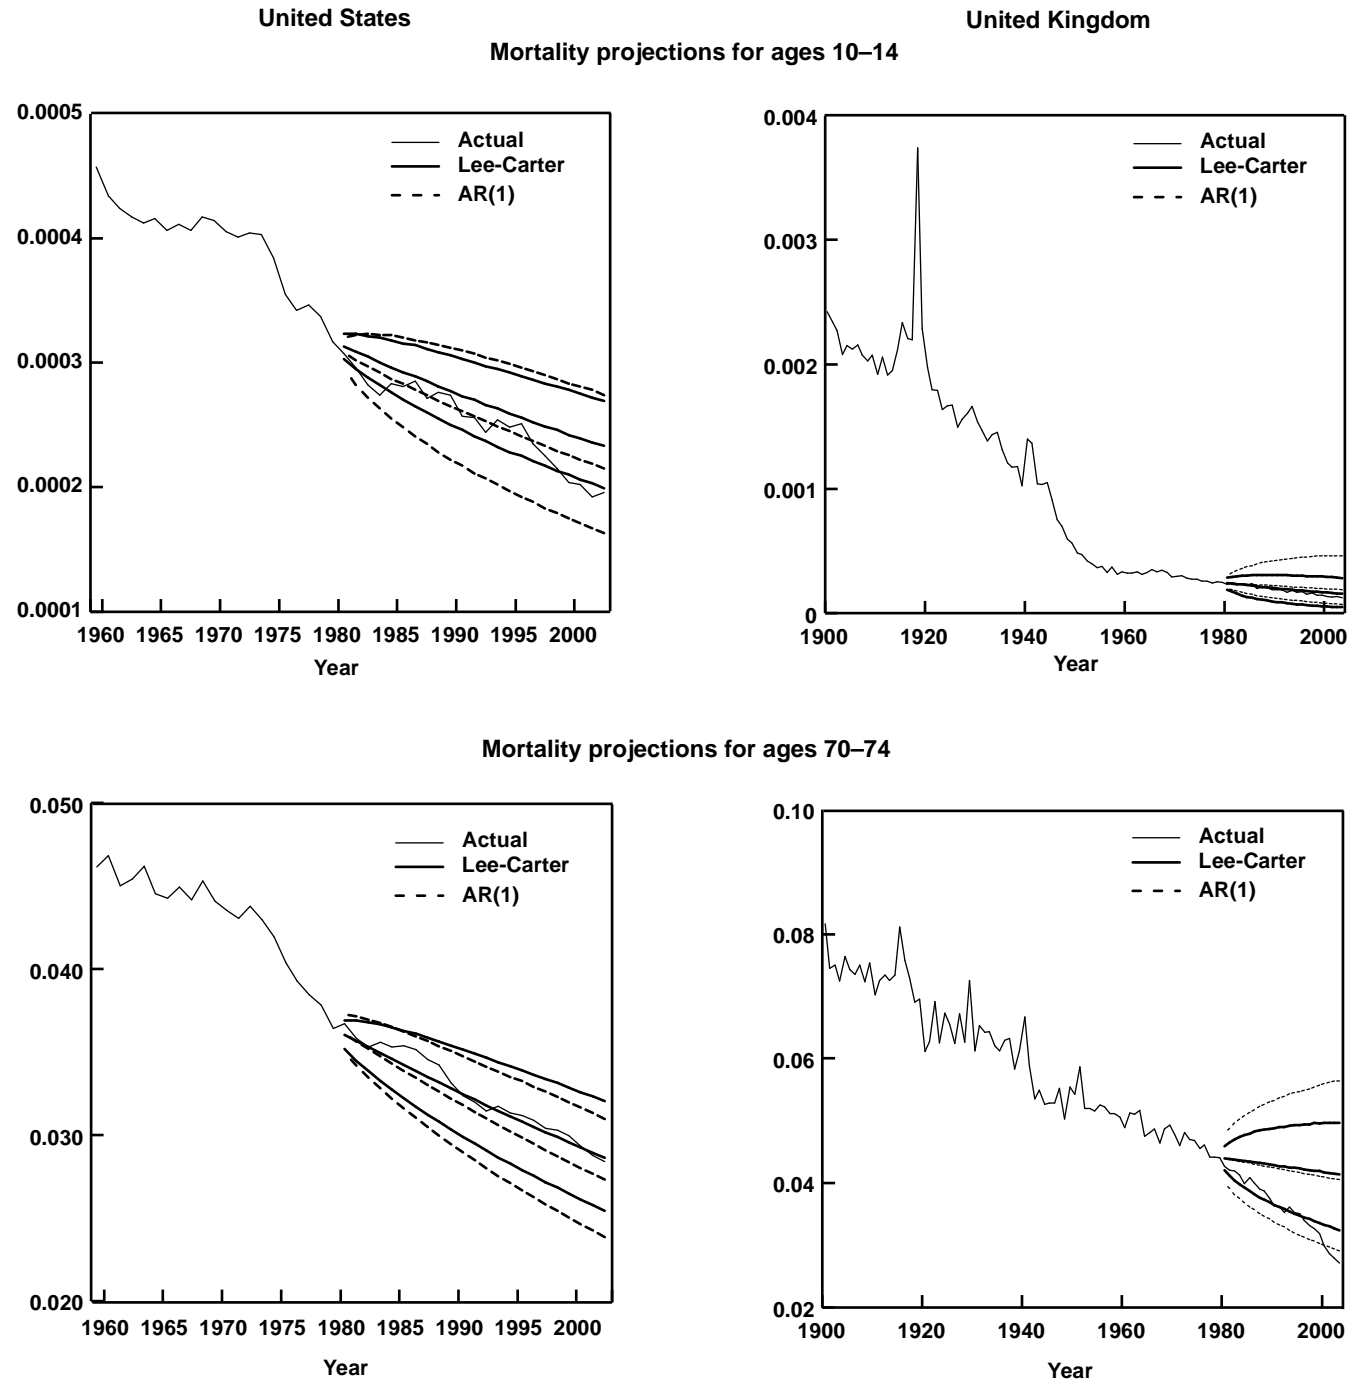 United States United Kingdom
Mortality projections for ages 10–14
0.0005
0.0004
0.0003
0.0002
0.0001
Actual
Lee-Carter
AR(1)
1960 1965 1970 1975 1980 1985 1990 1995 2000
Year
0.004
0.003
0.002
0.001
0
Actual
Lee-Carter
AR(1)
1900 1920 1940 1960 1980 2000
Year
Mortality projections for ages 70–74
0.050
0.040
0.030
0.020
Actual
Lee-Carter
AR(1)
1960 1965 1970 1975 1980 1985 1990 1995 2000
Year
0.10
0.08
0.06
0.04
0.02
Actual
Lee-Carter
AR(1)
1900 1920 1940 1960 1980 2000
Year